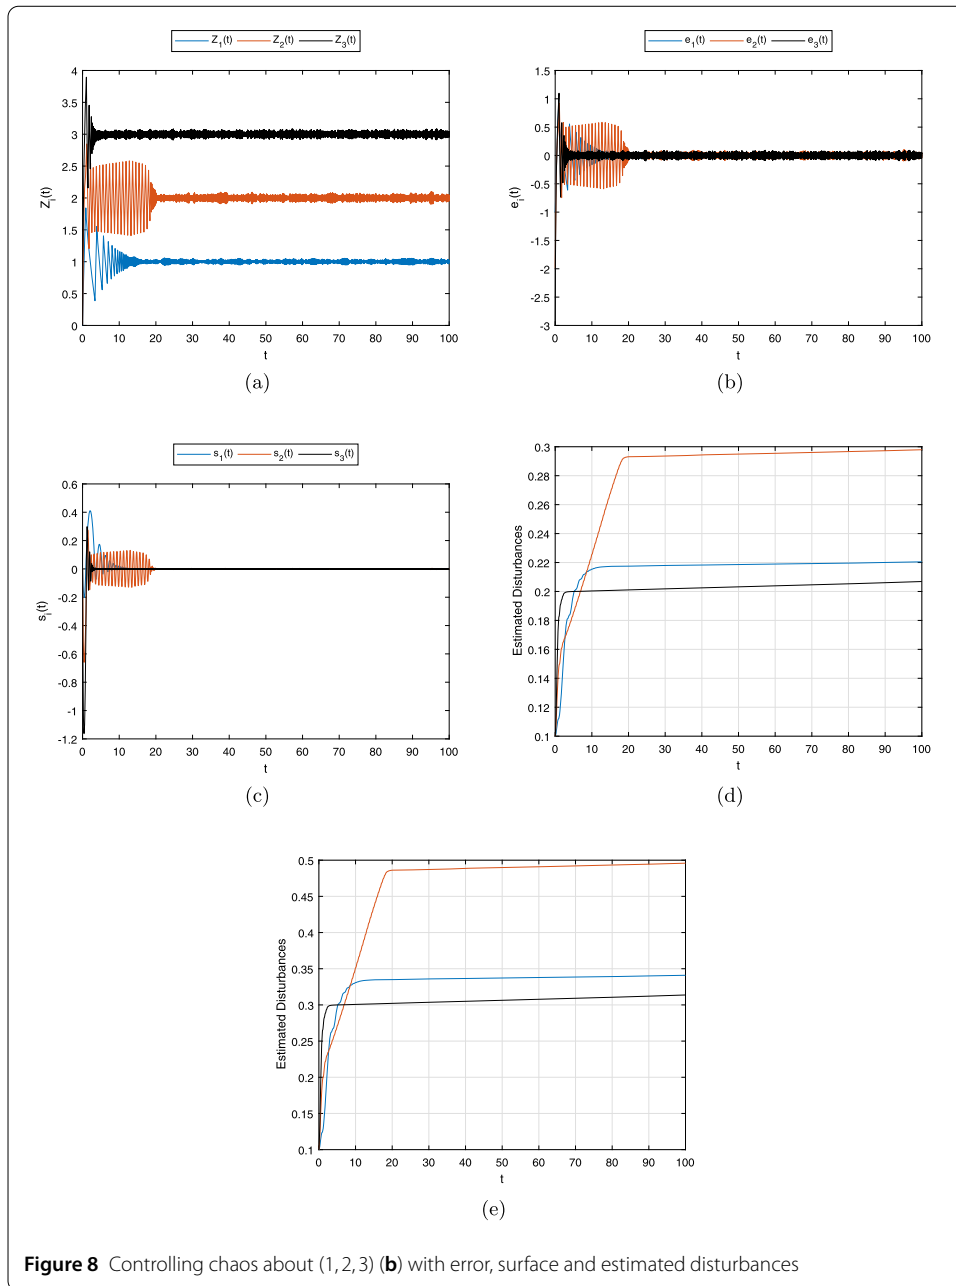 Z1(t) Z2(t) Z3(t)
4
3.5
3
2.5
2
1.5
1
0.5
0
Zi(t)
0 10 20 30 40 50 60 70 80 90 100
t
(a)
e1(t) e2(t) e3(t)
1.5
1
0.5
0
-0.5
-1
-1.5
-2
-2.5
-3
ei(t)
0 10 20 30 40 50 60 70 80 90 100
t
(b)
s1(t) s2(t) s3(t)
0.6
0.4
0.2
0
-0.2
-0.4
-0.6
-0.8
-1
-1.2
si(t)
0 10 20 30 40 50 60 70 80 90 100
t
(c)
0.3
0.28
0.26
0.24
0.22
0.2
0.18
0.16
0.14
0.12
0.1
Estimated Disturbances
0 10 20 30 40 50 60 70 80 90 100
t
(d)
0.5
0.45
0.4
0.35
0.3
0.25
0.2
0.15
0.1
Estimated Disturbances
0 10 20 30 40 50 60 70 80 90 100
t
(e)
Figure 8 Controlling chaos about (1, 2, 3) (b) with error, surface and estimated disturbances